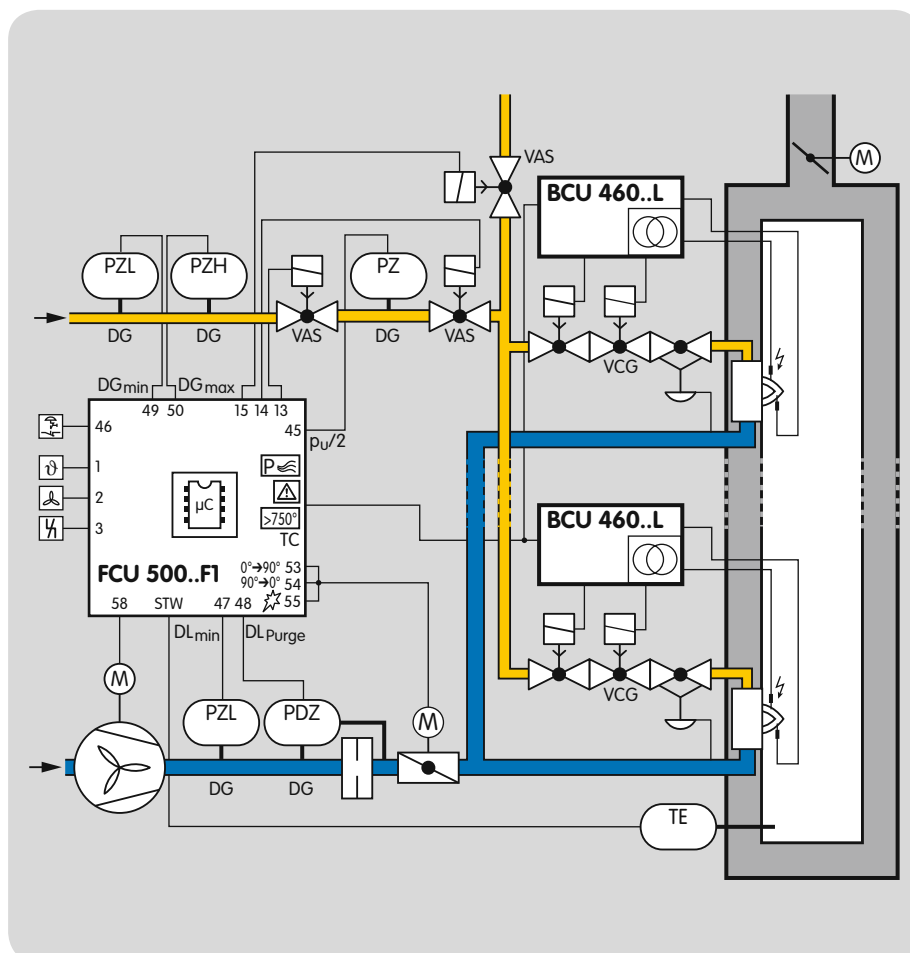 VAS
M
BCU 460..L
PZL
PZH
PZ
DG
DG
VAS
DG
VAS
VCG
DGmin
DGmax
49
50
15
14
13
46
45
pU/2
P
1
ϑ
µC
2
>750°
3
TC
BCU 460..L
FCU 500..F1
0°→90° 53
90°→0° 54
55
58
STW
47
48
DLmin
DLPurge
M
VCG
PZL
PDZ
M
DG
DG
TE